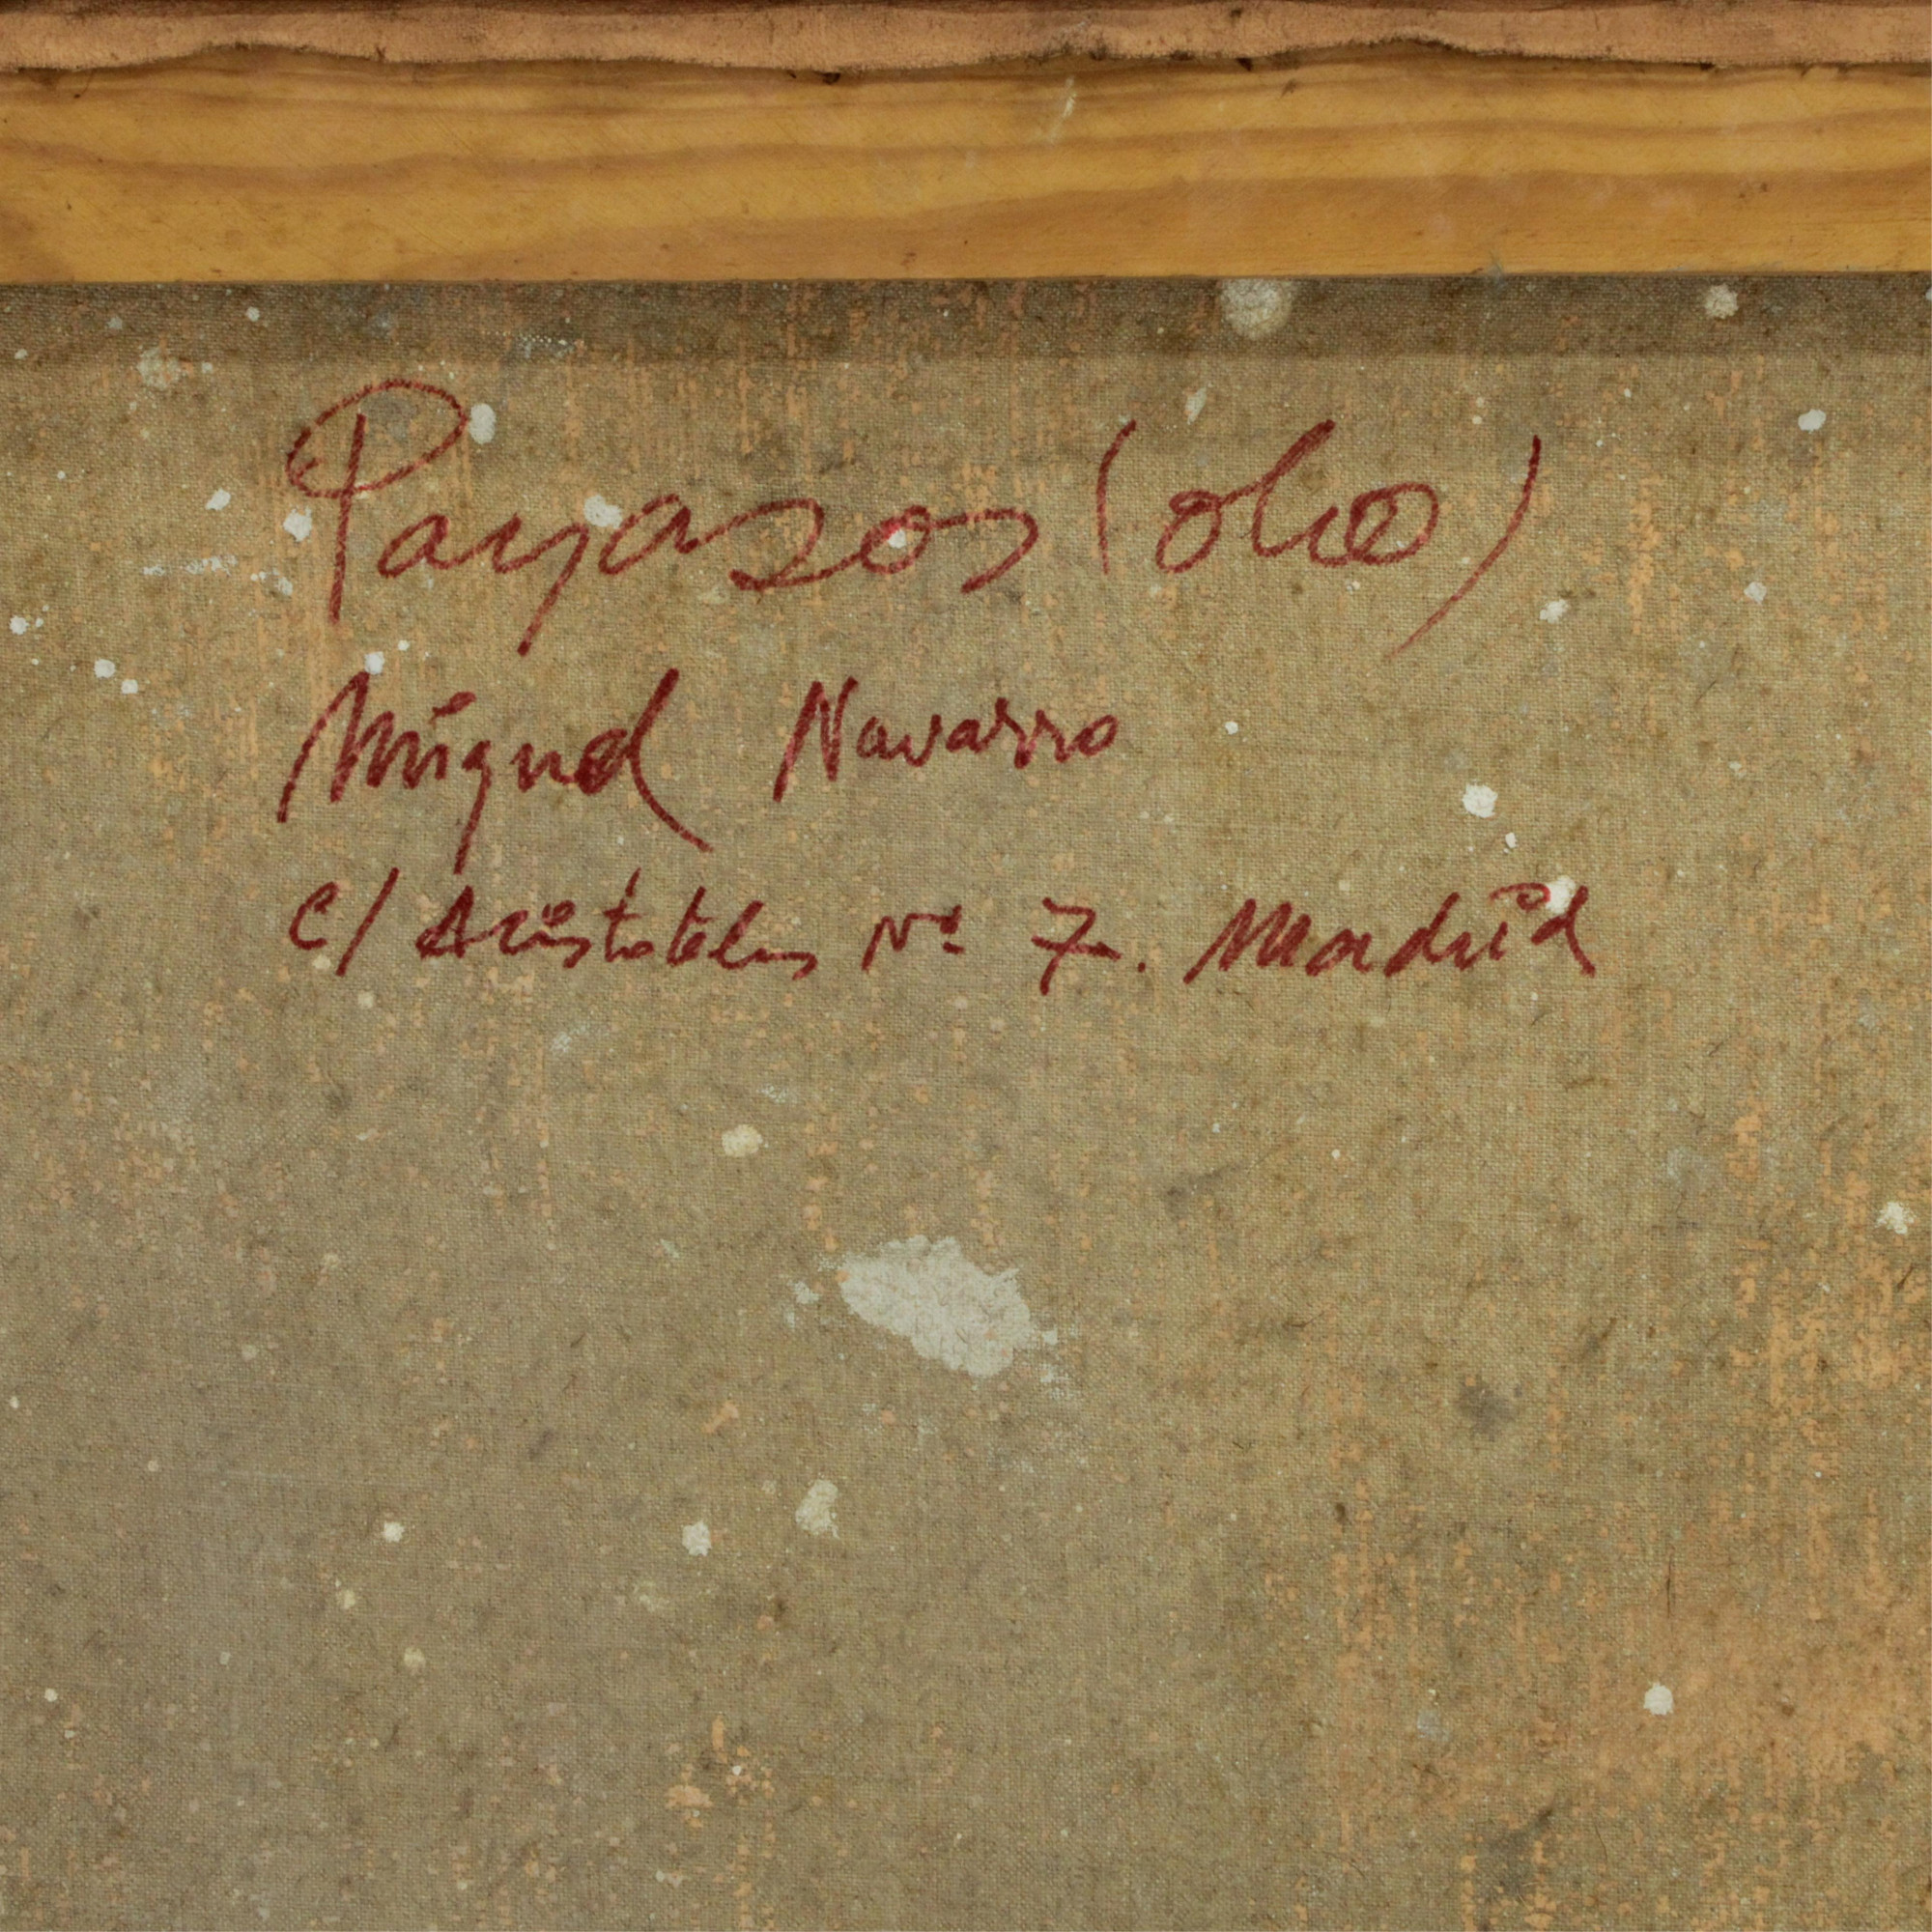 Payasos (oleo)
Miguel Navarro
C/ Aristoteles Nº 7. Madrid